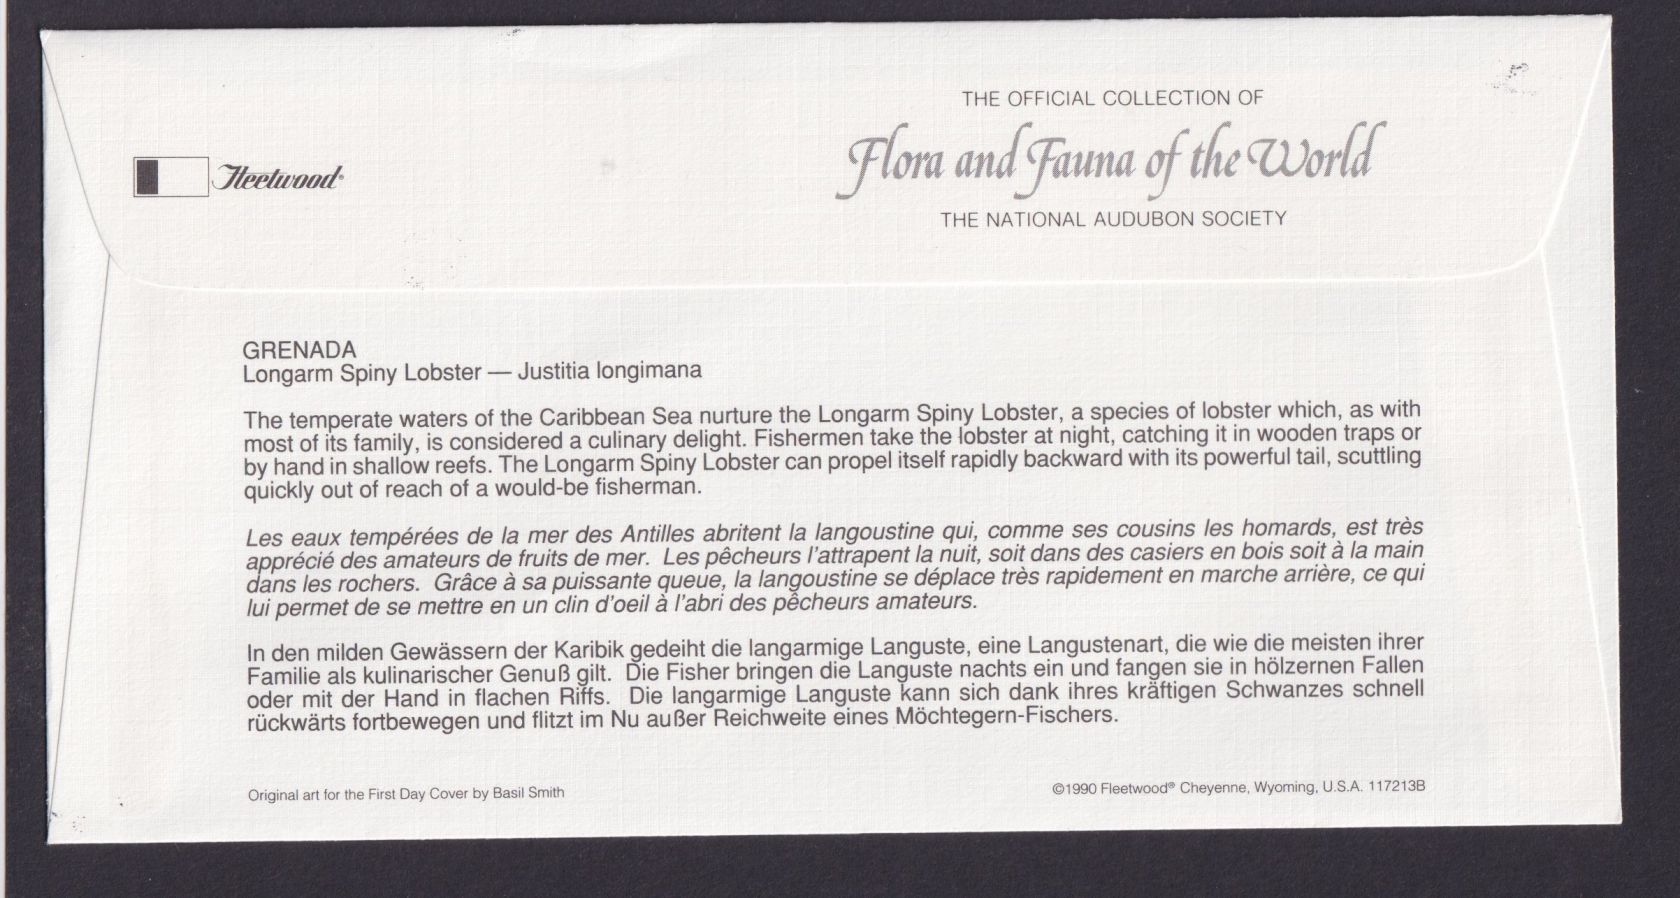 THE OFFICIAL COLLECTION OF
Flora and Fauna of the World
THE NATIONAL AUDUBON SOCIETY
Fleetwood®
GRENADA
Longarm Spiny Lobster — Justitia longimana
The temperate waters of the Caribbean Sea nurture the Longarm Spiny Lobster, a species of lobster which, as with
most of its family, is considered a culinary delight. Fishermen take the lobster at night, catching it in wooden traps or
by hand in shallow reefs. The Longarm Spiny Lobster can propel itself rapidly backward with its powerful tail, scuttling
quickly out of reach of a would-be fisherman.
Les eaux tempérées de la mer des Antilles abritent la langoustine qui, comme ses cousins les homards, est très
apprécié des amateurs de fruits de mer. Les pêcheurs l'attrapent la nuit, soit dans des casiers en bois soit à la main
dans les rochers. Grâce à sa puissante queue, la langoustine se déplace très rapidement en marche arrière, ce qui
lui permet de se mettre en un clin d'oeil à l'abri des pêcheurs amateurs.
In den milden Gewässern der Karibik gedeiht die langarmige Languste, eine Langustenart, die wie die meisten ihrer
Familie als kulinarischer Genuß gilt. Die Fisher bringen die Languste nachts ein und fangen sie in hölzernen Fallen
oder mit der Hand in flachen Riffs. Die langarmige Languste kann sich dank ihres kräftigen Schwanzes schnell
rückwärts fortbewegen und flitzt im Nu außer Reichweite eines Möchtegern-Fischers.
Original art for the First Day Cover by Basil Smith
©1990 Fleetwood® Cheyenne, Wyoming, U.S.A. 117213B